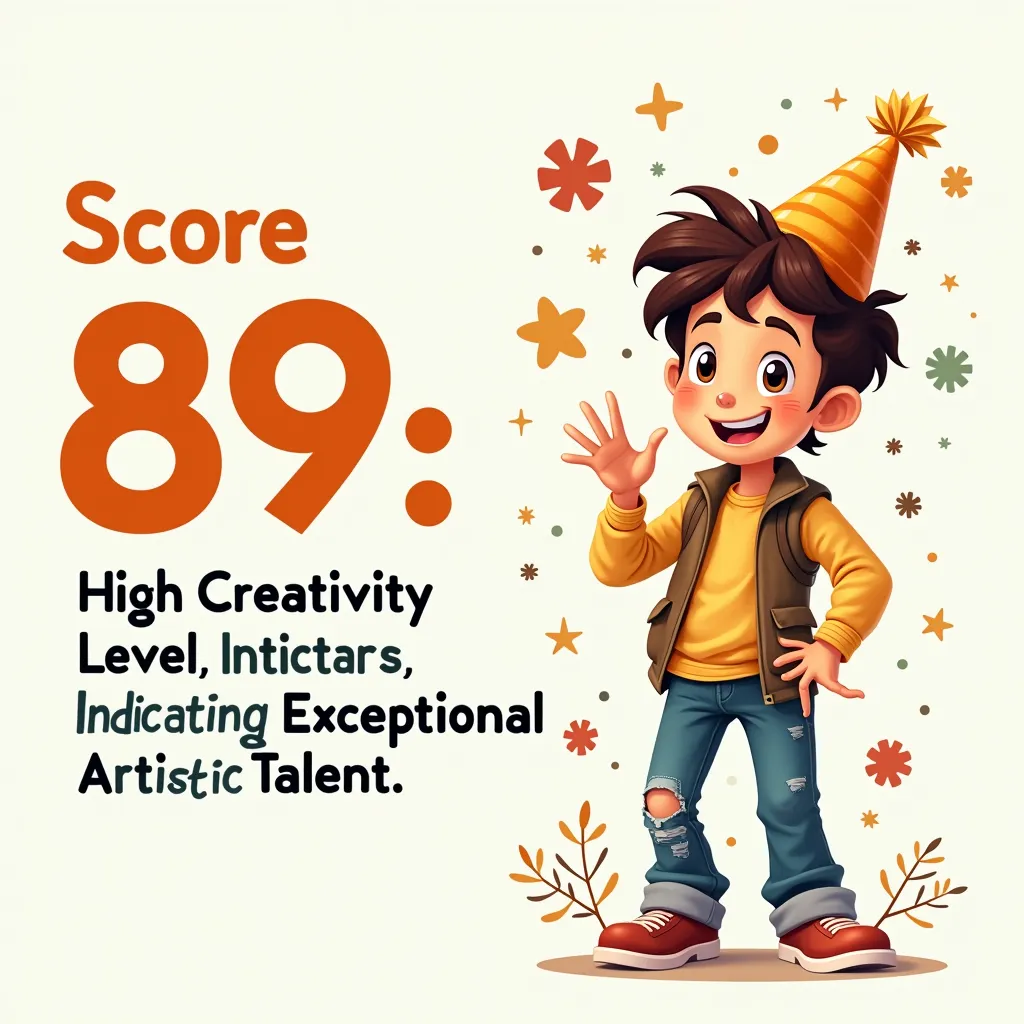 Score
89:
High Creativity
Level, Intictars,
Indicating Exceptional
Artistic Talent.